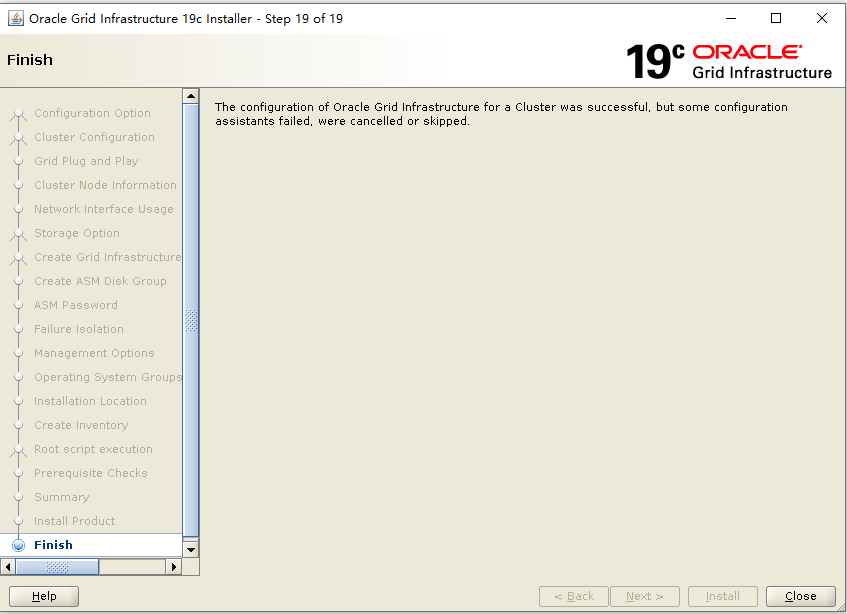 Oracle Grid Infrastructure 19c Installer - Step 19 of 19
Finish
19c ORACLE
Grid Infrastructure
Configuration Option
Cluster Configuration
Grid Plug and Play
Cluster Node Information
Network Interface Usage
Storage Option
Create Grid Infrastructure
Create ASM Disk Group
ASM Password
Failure Isolation
Management Options
Operating System Groups
Installation Location
Create Inventory
Root script execution
Prerequisite Checks
Summary
Install Product
Finish
The configuration of Oracle Grid Infrastructure for a Cluster was successful, but some configuration
assistants failed, were cancelled or skipped.
Help
< Back
Next >
Install
Close